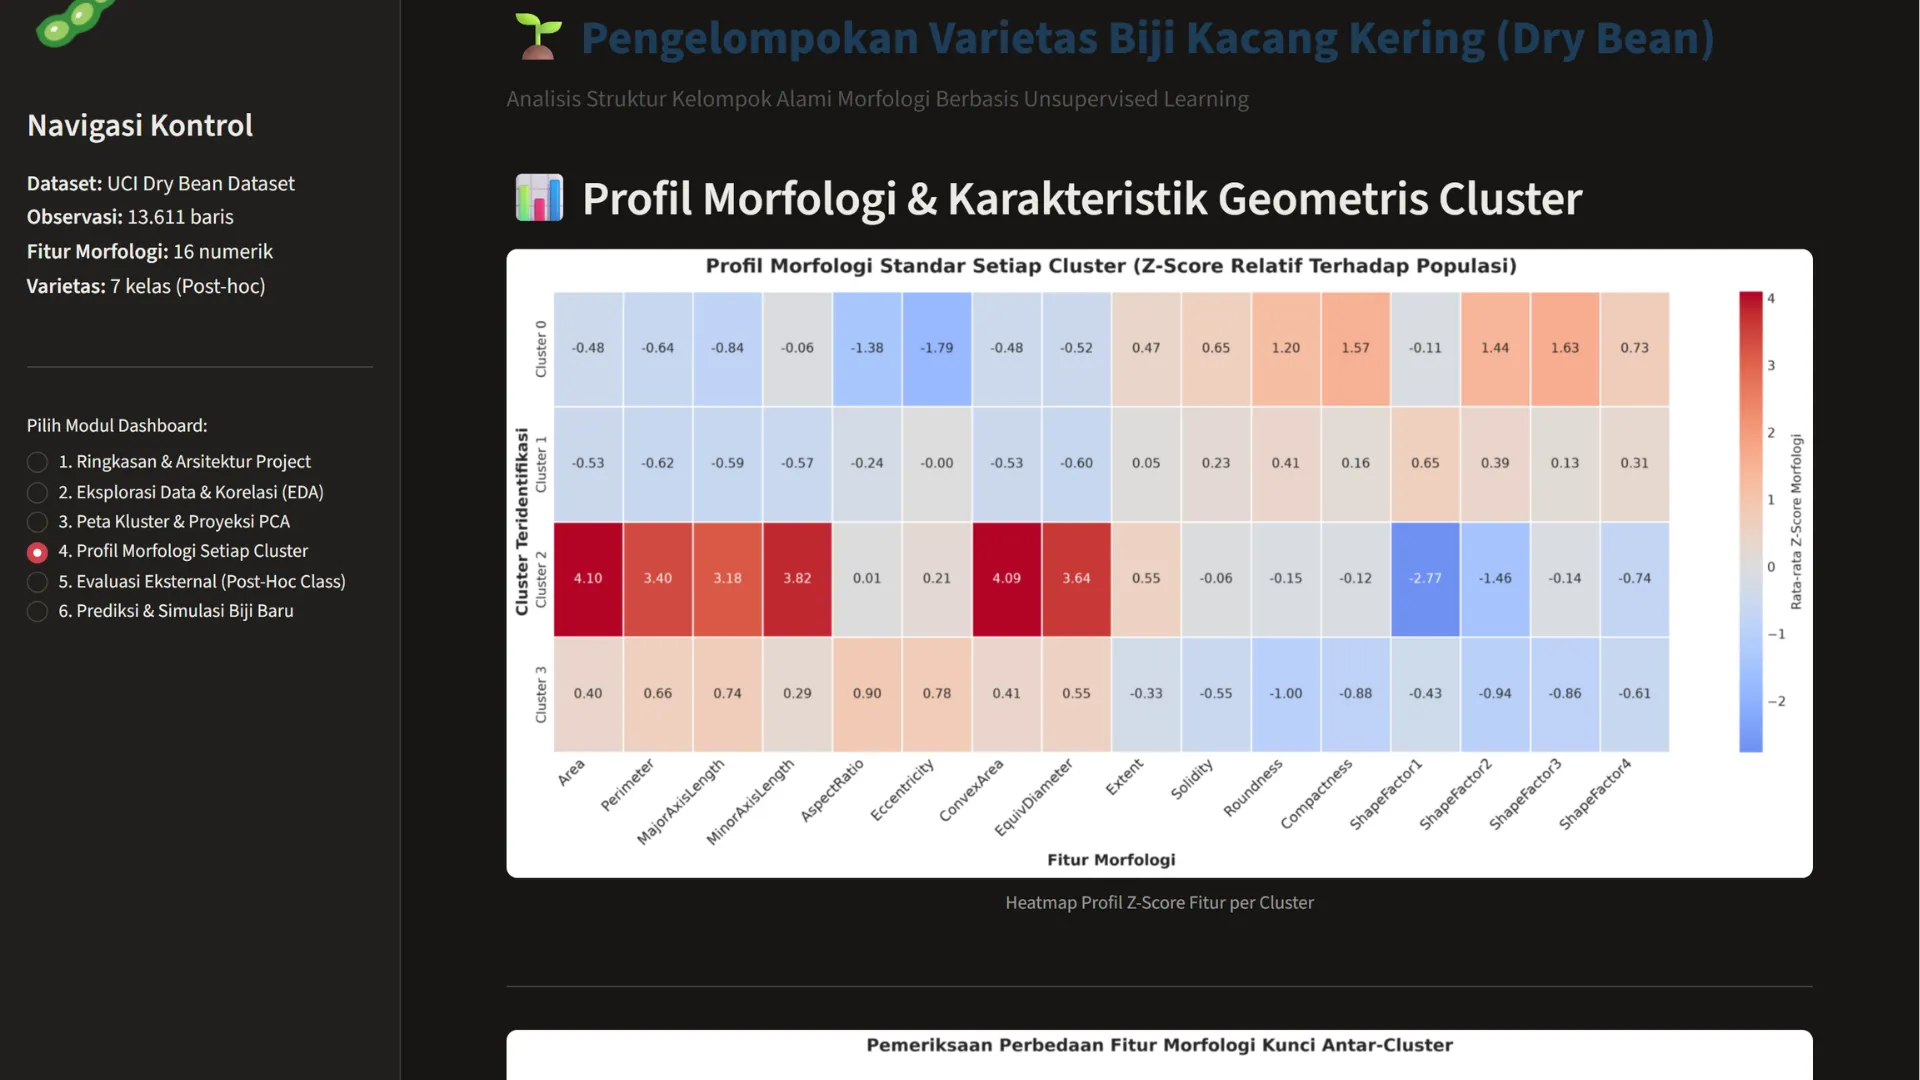 Navigasi Kontrol
Dataset: UCI Dry Bean Dataset
Observasi: 13.611 baris
Fitur Morfologi: 16 numerik
Varietas: 7 kelas (Post-hoc)
Pilih Modul Dashboard:
1. Ringkasan & Arsitektur Project
2. Eksplorasi Data & Korelasi (EDA)
3. Peta Kluster & Proyeksi PCA
4. Profil Morfologi Setiap Cluster
5. Evaluasi Eksternal (Post-Hoc Class)
6. Prediksi & Simulasi Biji Baru
Pengelompokan Varietas Biji Kacang Kering (Dry Bean)
Analisis Struktur Kelompok Alami Morfologi Berbasis Unsupervised Learning
Profil Morfologi & Karakteristik Geometris Cluster
Profil Morfologi Standar Setiap Cluster (Z-Score Relatif Terhadap Populasi)
Cluster Teridentifikasi
Cluster 0 -0.48 -0.64 -0.84 -0.06 -1.38 -1.79 -0.48 -0.52 0.47 0.65 1.20 1.57 -0.11 1.44 1.63 0.73
Cluster 1 -0.53 -0.62 -0.59 -0.57 -0.24 -0.00 -0.53 -0.60 0.05 0.23 0.41 0.16 0.65 0.39 0.13 0.31
Cluster 2 4.10 3.40 3.18 3.82 0.01 0.21 4.09 3.64 0.55 -0.06 -0.15 -0.12 -2.77 -1.46 -0.14 -0.74
Cluster 3 0.40 0.66 0.74 0.29 0.90 0.78 0.41 0.55 -0.33 -0.55 -1.00 -0.88 -0.43 -0.94 -0.86 -0.61
Area Perimeter MajorAxisLength MinorAxisLength AspectRatio Eccentricity ConvexArea EquivDiameter Extent Solidity Roundness Compactness ShapeFactor1 ShapeFactor2 ShapeFactor3 ShapeFactor4
Fitur Morfologi
4
3
2
1
0
−1
−2
Rata-rata Z-Score Morfologi
Heatmap Profil Z-Score Fitur per Cluster
Pemeriksaan Perbedaan Fitur Morfologi Kunci Antar-Cluster